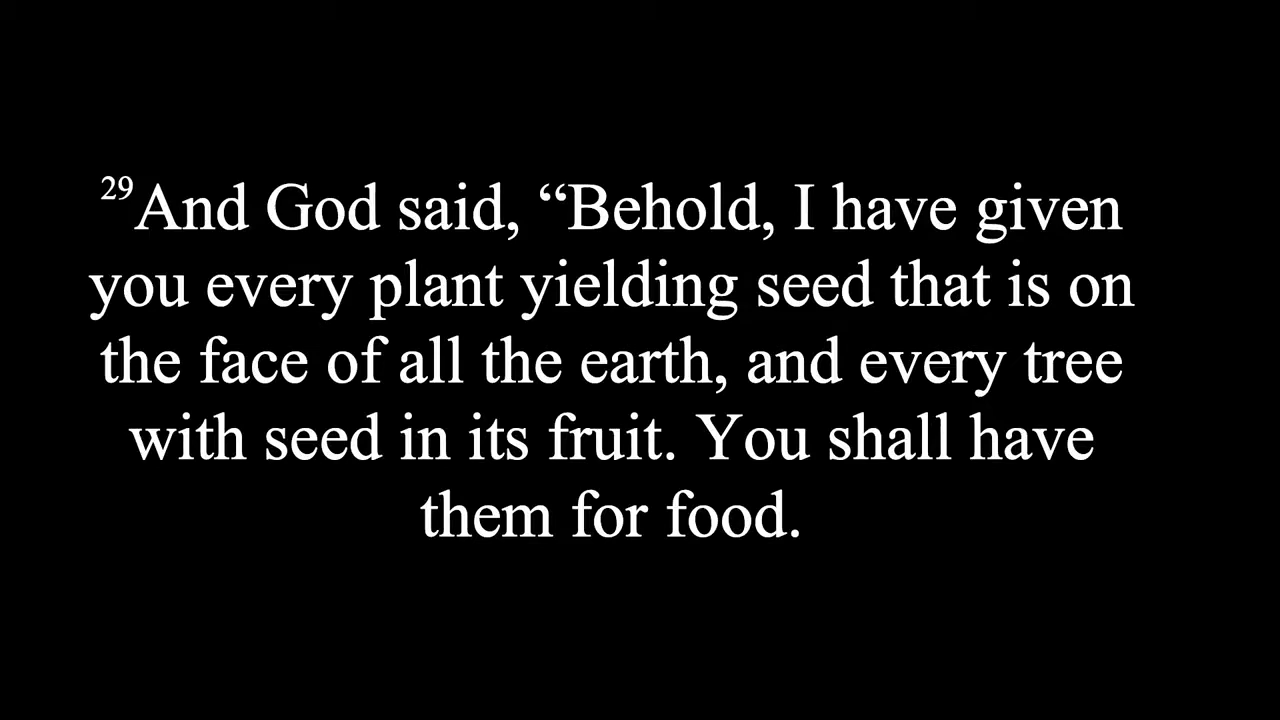 29And God said, “Behold, I have given
you every plant yielding seed that is on
the face of all the earth, and every tree
with seed in its fruit. You shall have
them for food.